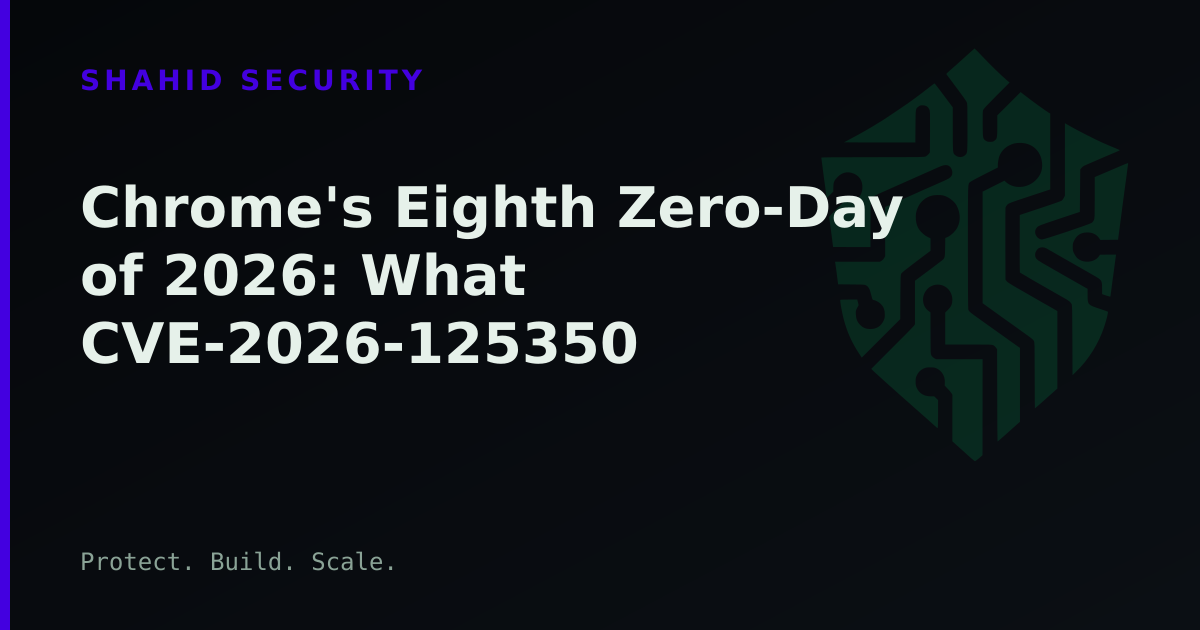 SHAHID SECURITY
Chrome's Eighth Zero-Day
of 2026: What
CVE-2026-125350
Protect. Build. Scale.